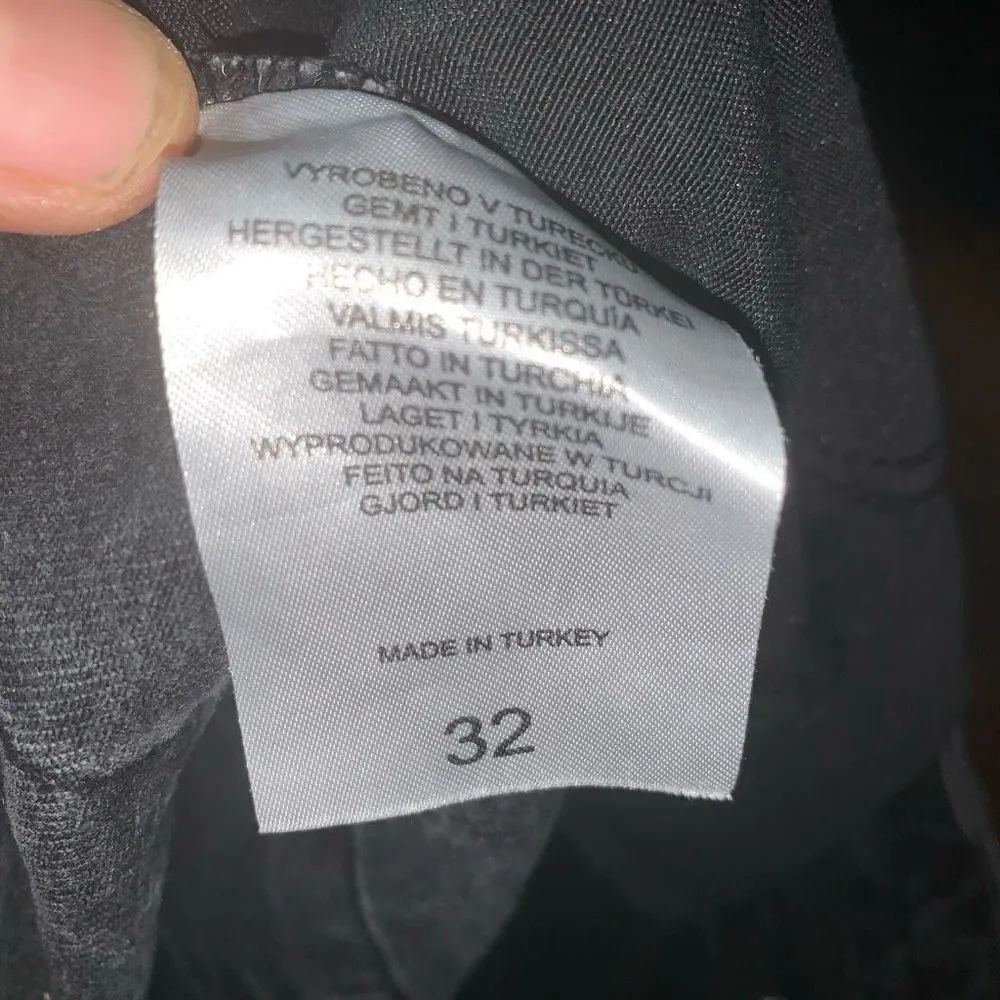 VYROBENO V TURECKU
GEMT I TURKIET
HERGESTELLT IN DER TÜRKEI
HECHO EN TURQUÍA
VALMIS TURKISSA
FATTO IN TURCHIA
GEMAAKT IN TURKIJE
LAGET I TYRKIA
WYPRODUKOWANE W TURCJI
FEITO NA TURQUIA
GJORD I TURKIET
MADE IN TURKEY
32